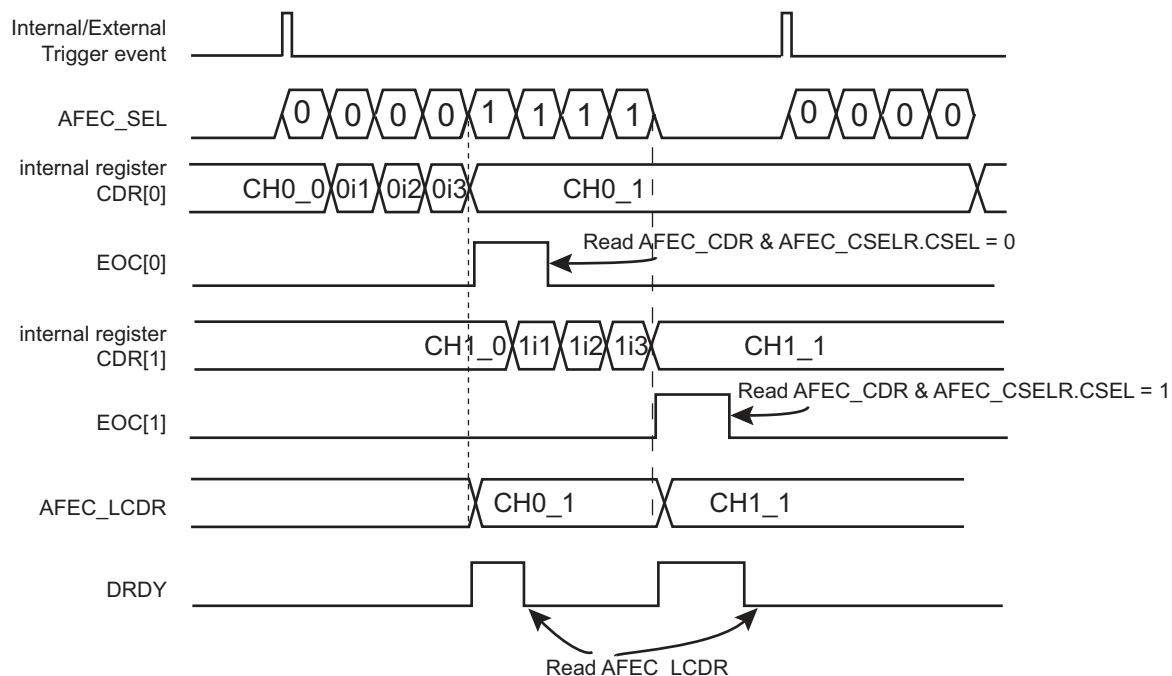 Internal/External
Trigger event
AFEC_SEL
0 0 0 0 1 1 1 1 0 0 0 0
internal register
CDR[0]
CH0_0 0i1 0i2 0i3 CH0_1
Read AFEC_CDR & AFEC_CSELR.CSEL = 0
EOC[0]
internal register
CDR[1]
CH1_0 1i1 1i2 1i3 CH1_1
Read AFEC_CDR & AFEC_CSELR.CSEL = 1
EOC[1]
AFEC_LCDR
CH0_1 CH1_1
DRDY
Read AFEC_LCDR